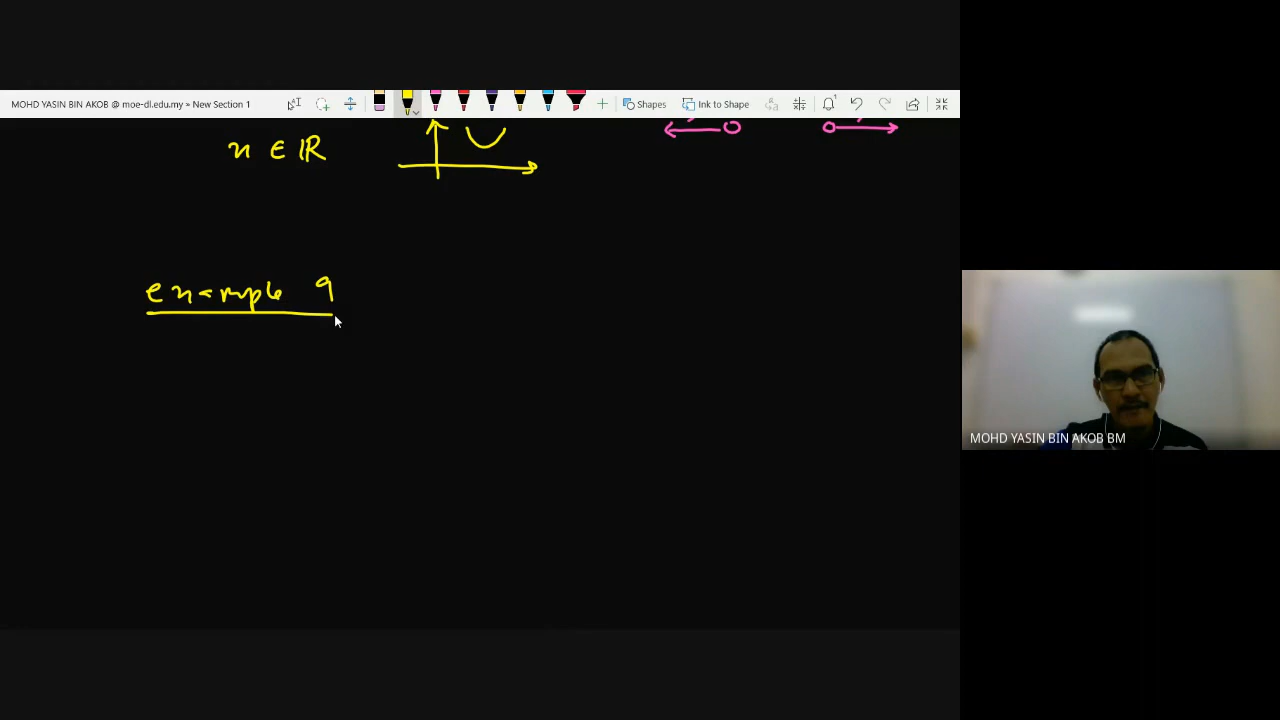 MOHD YASIN BIN AKOB @ moe-dl.edu.my » New Section 1
Shapes
Ink to Shape
x ∈ ℝ
example 9
MOHD YASIN BIN AKOB BM